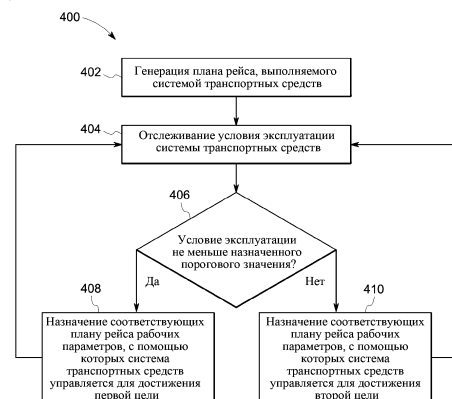 400
402
Генерация плана рейса, выполняемого
системой транспортных средств
404
Отслеживание условия эксплуатации
системы транспортных средств
406
Условие эксплуатации
не меньше назначенного
порогового значения?
Да
Нет
408
Назначение соответствующих
плану рейса рабочих
параметров, с помощью
которых система
транспортных средств
управляется для достижения
первой цели
410
Назначение соответствующих
плану рейса рабочих
параметров, с помощью
которых система
транспортных средств
управляется для достижения
второй цели